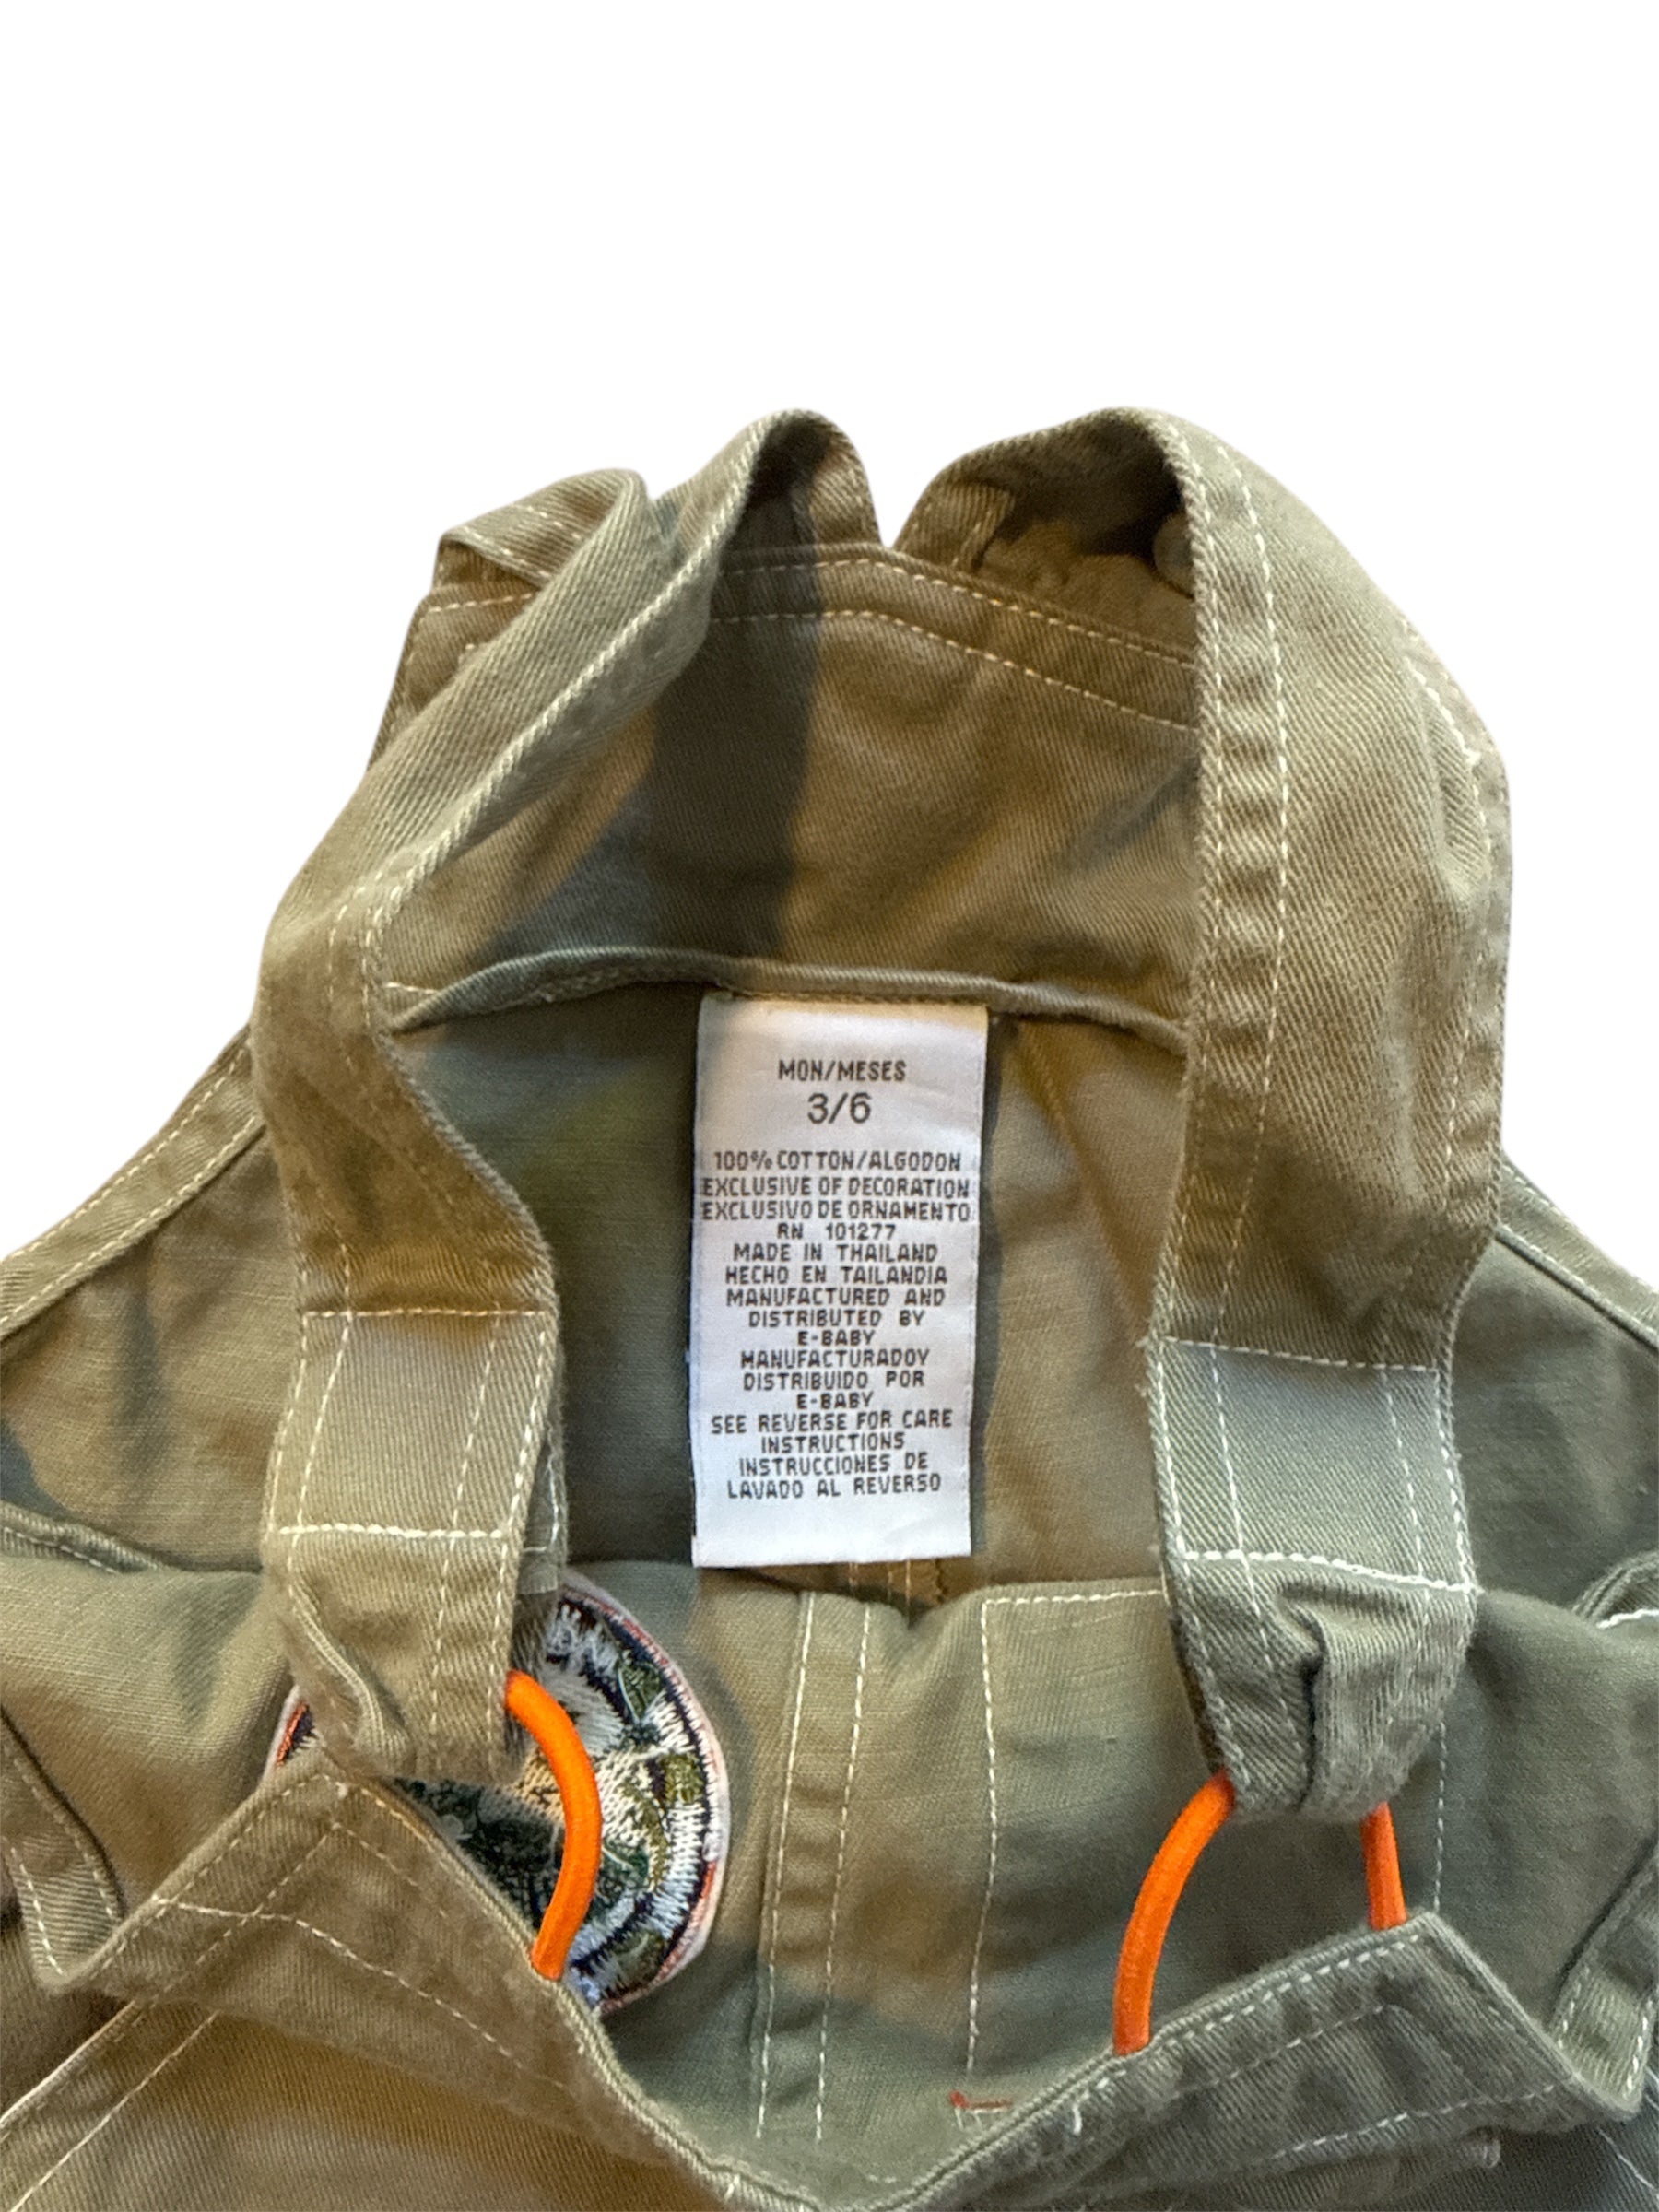 MON/MESES
3/6
100% COTTON/ALGODON
EXCLUSIVE OF DECORATION
EXCLUSIVO DE ORNAMENTO
RN 101277
MADE IN THAILAND
HECHO EN TAILANDIA
MANUFACTURED AND
DISTRIBUTED BY
E-BABY
MANUFACTURADOY
DISTRIBUIDO POR
E-BABY
SEE REVERSE FOR CARE
INSTRUCTIONS
INSTRUCCIONES DE
LAVADO AL REVERSO